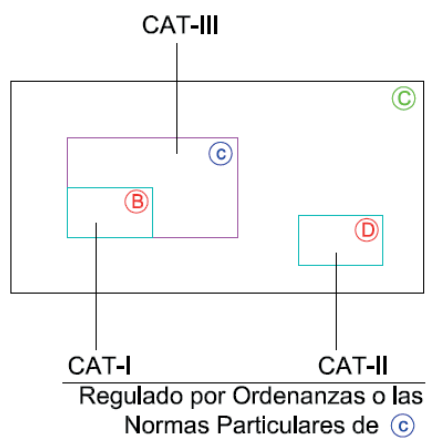 CAT-III
Ⓒ
ⓒ
Ⓑ
Ⓓ
CAT-I CAT-II
Regulado por Ordenanzas o las
Normas Particulares de ⓒ